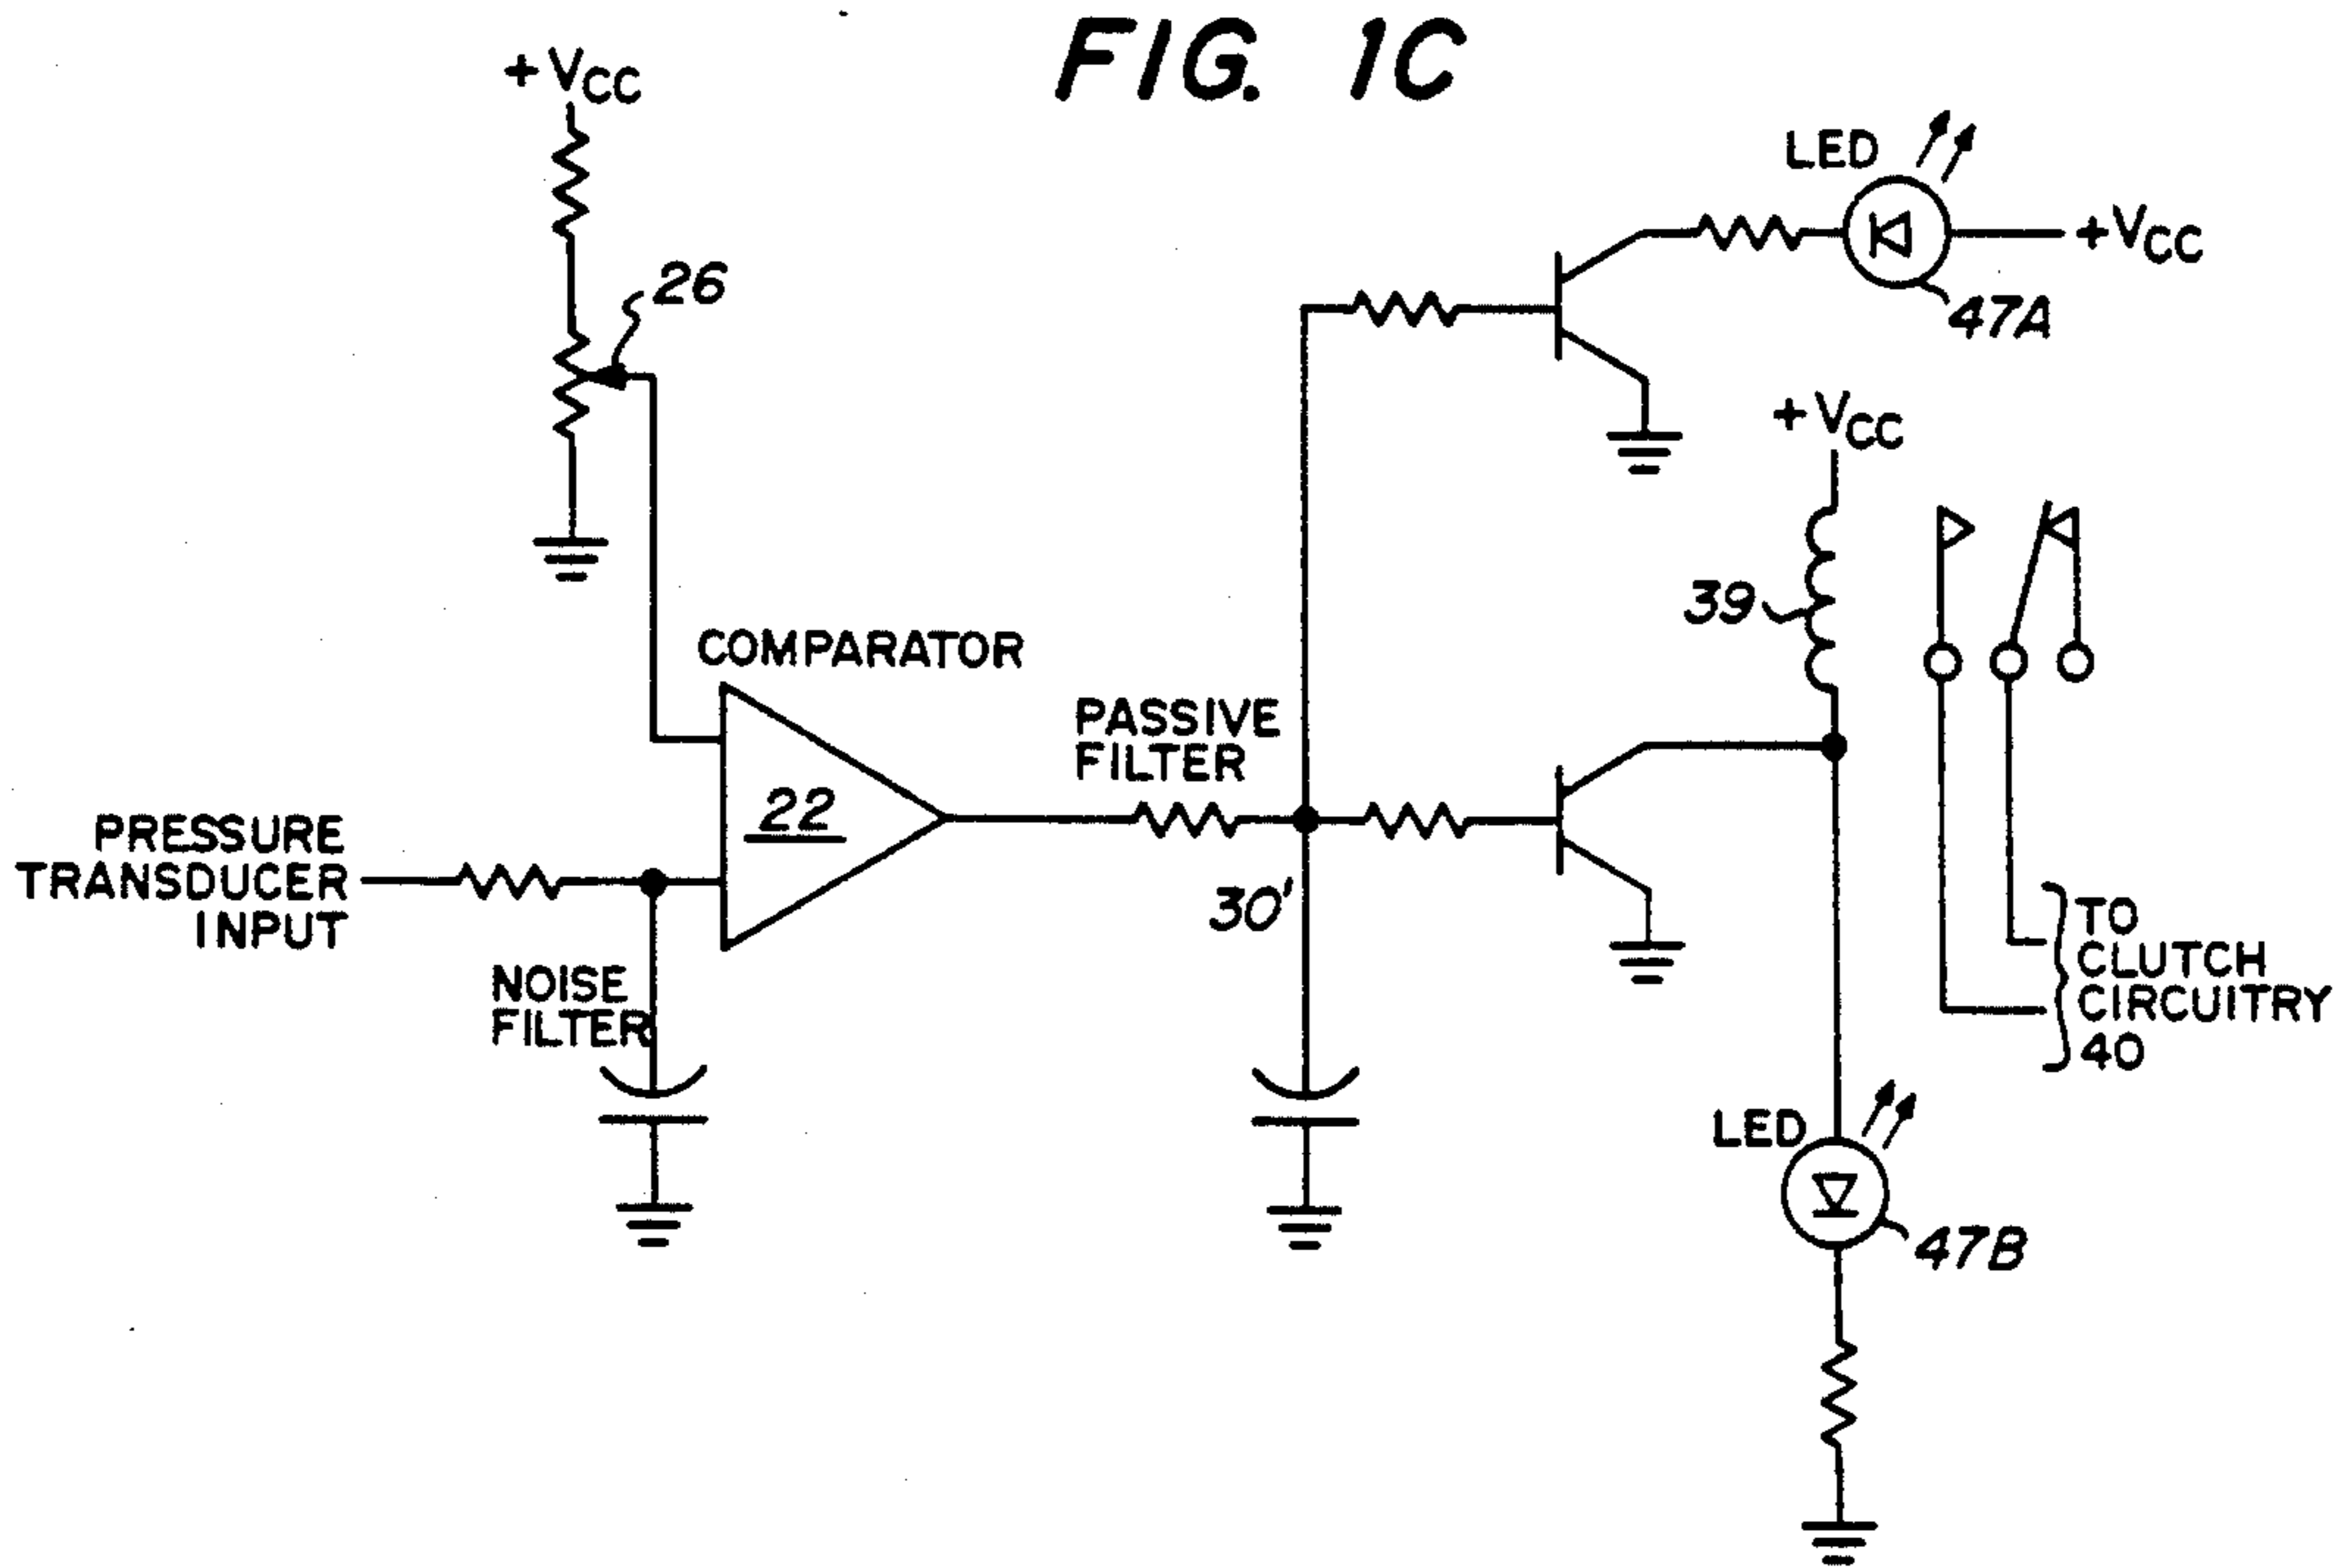 FIG. 1C
+VCC
26
LED
+VCC
47A
+VCC
39
COMPARATOR
22
PASSIVE
FILTER
30'
PRESSURE
TRANSDUCER
INPUT
NOISE
FILTER
TO
CLUTCH
CIRCUITRY
40
LED
47B